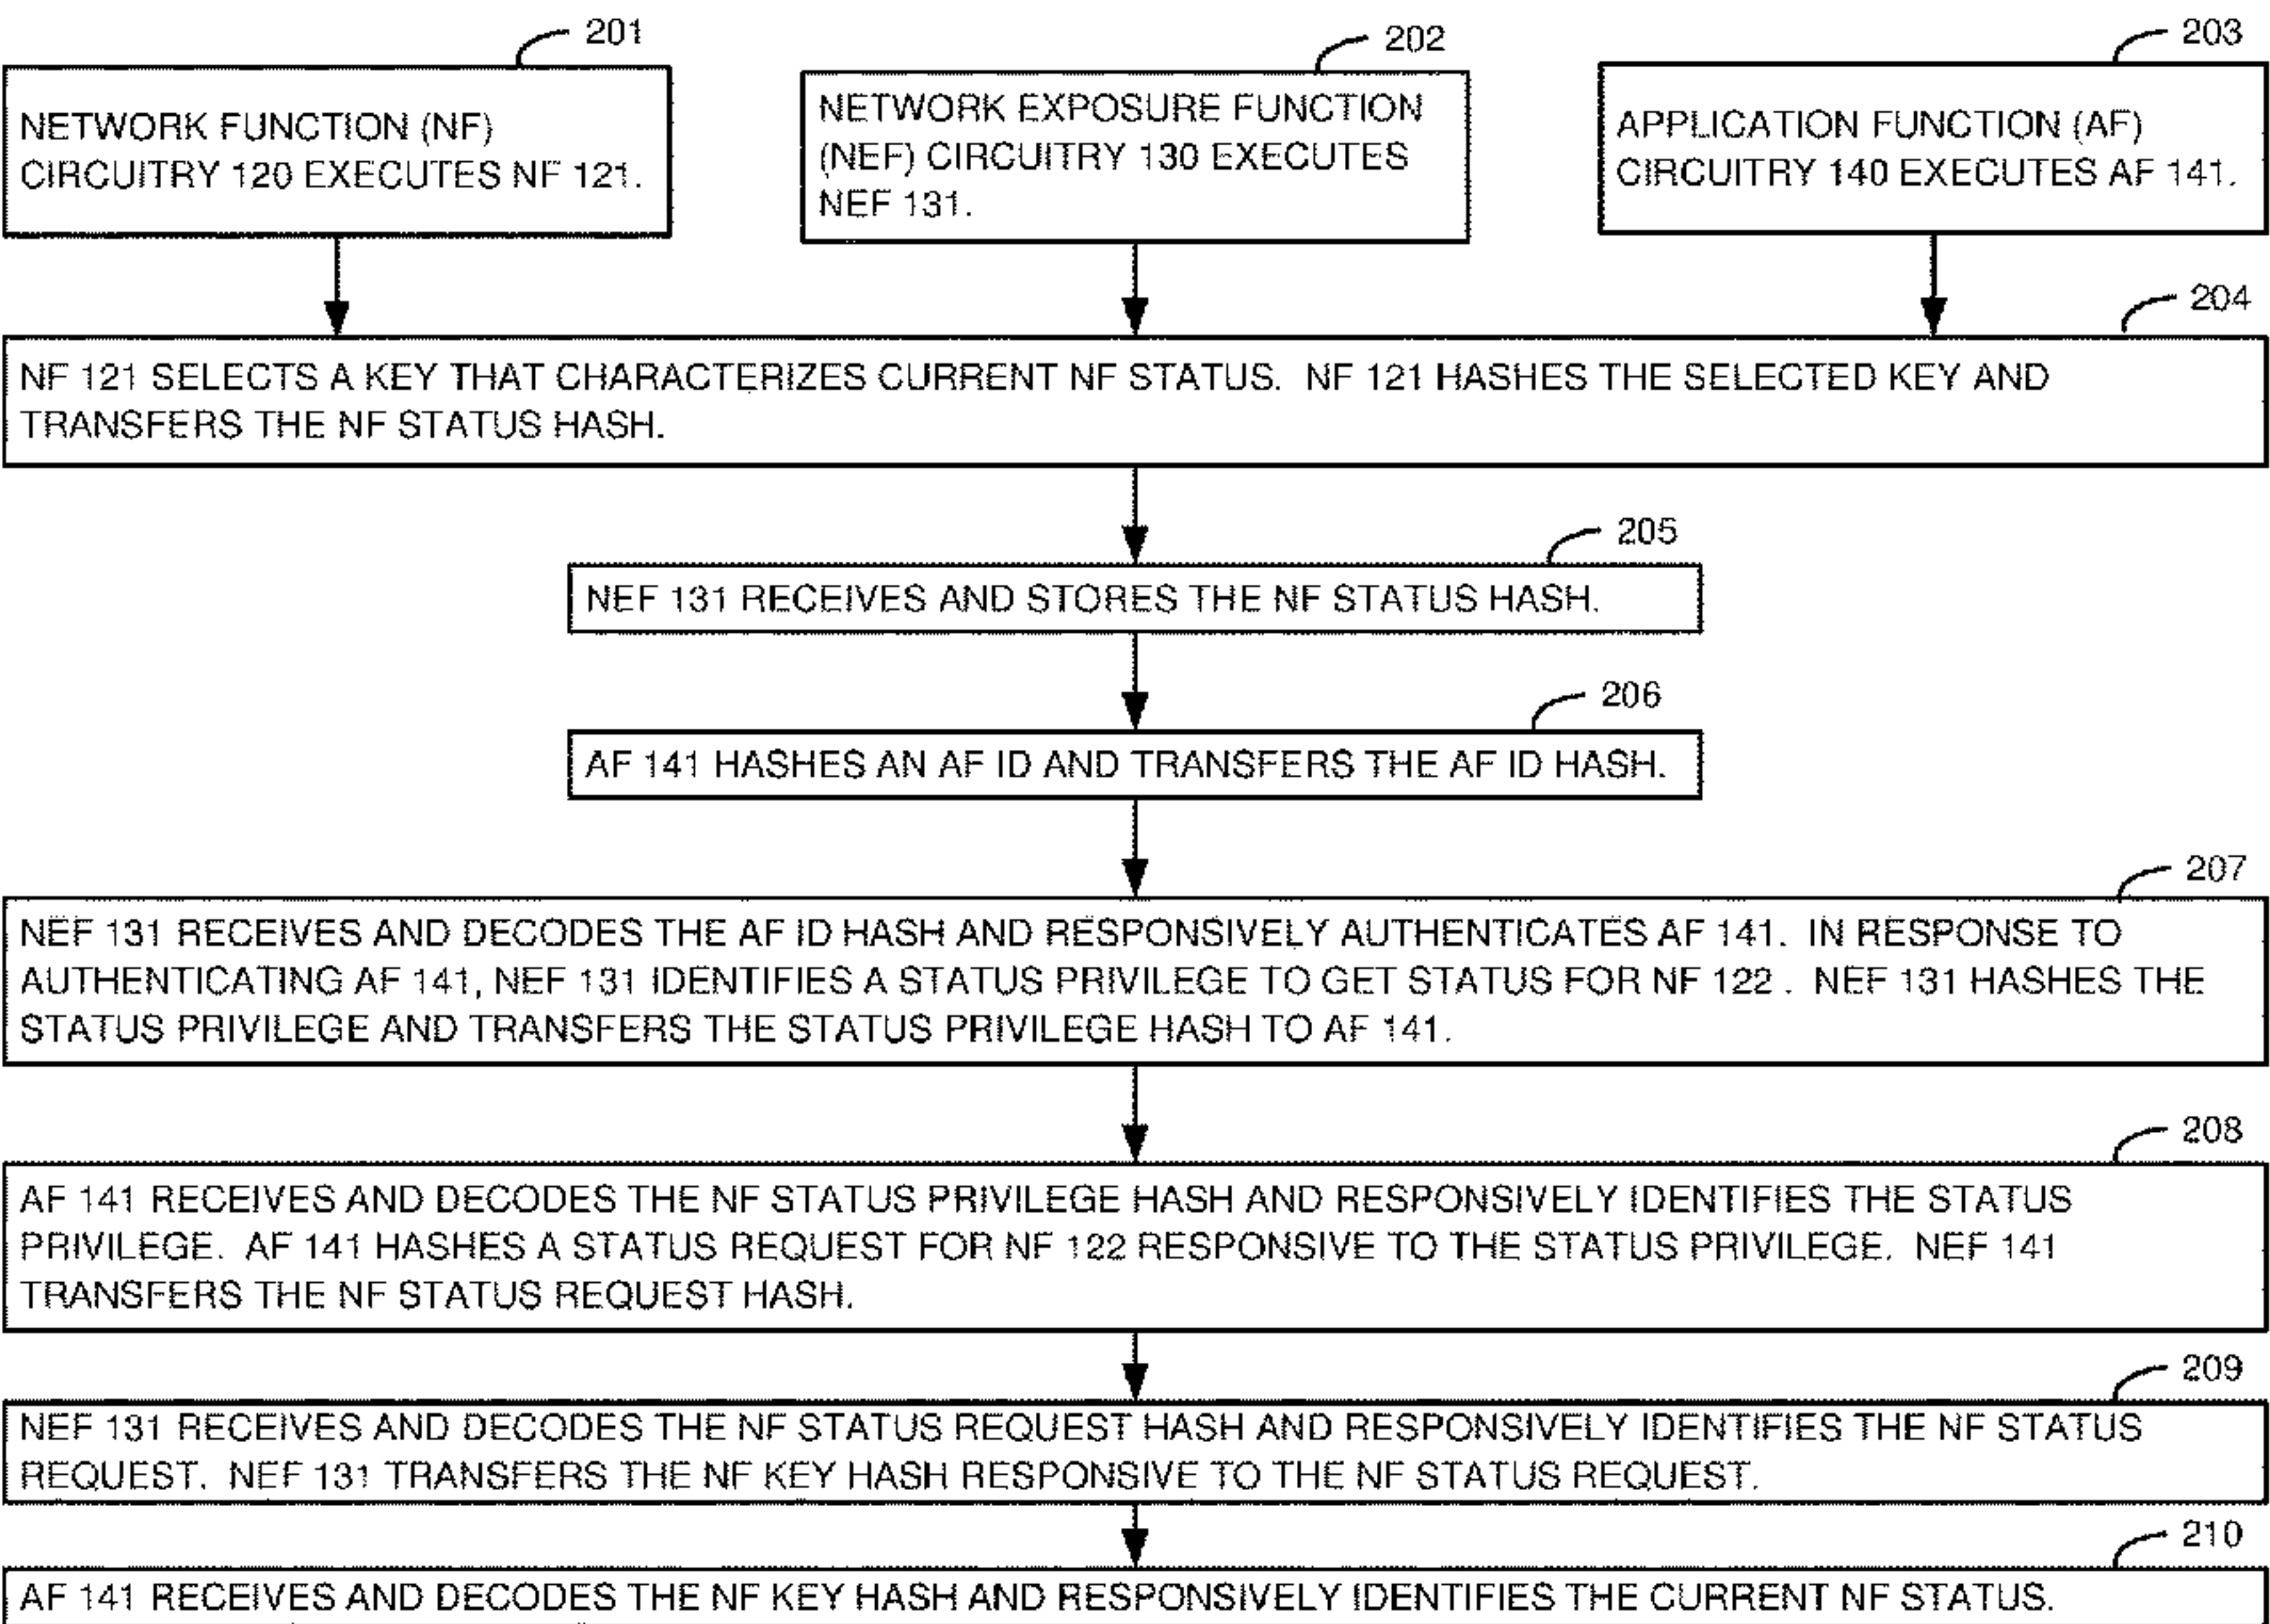 201
NETWORK FUNCTION (NF)
CIRCUITRY 120 EXECUTES NF 121.
202
NETWORK EXPOSURE FUNCTION
(NEF) CIRCUITRY 130 EXECUTES
NEF 131.
203
APPLICATION FUNCTION (AF)
CIRCUITRY 140 EXECUTES AF 141.
204
NF 121 SELECTS A KEY THAT CHARACTERIZES CURRENT NF STATUS. NF 121 HASHES THE SELECTED KEY AND
TRANSFERS THE NF STATUS HASH.
205
NEF 131 RECEIVES AND STORES THE NF STATUS HASH.
206
AF 141 HASHES AN AF ID AND TRANSFERS THE AF ID HASH.
207
NEF 131 RECEIVES AND DECODES THE AF ID HASH AND RESPONSIVELY AUTHENTICATES AF 141. IN RESPONSE TO
AUTHENTICATING AF 141, NEF 131 IDENTIFIES A STATUS PRIVILEGE TO GET STATUS FOR NF 122 . NEF 131 HASHES THE
STATUS PRIVILEGE AND TRANSFERS THE STATUS PRIVILEGE HASH TO AF 141.
208
AF 141 RECEIVES AND DECODES THE NF STATUS PRIVILEGE HASH AND RESPONSIVELY IDENTIFIES THE STATUS
PRIVILEGE. AF 141 HASHES A STATUS REQUEST FOR NF 122 RESPONSIVE TO THE STATUS PRIVILEGE. NEF 141
TRANSFERS THE NF STATUS REQUEST HASH.
209
NEF 131 RECEIVES AND DECODES THE NF STATUS REQUEST HASH AND RESPONSIVELY IDENTIFIES THE NF STATUS
REQUEST. NEF 131 TRANSFERS THE NF KEY HASH RESPONSIVE TO THE NF STATUS REQUEST.
210
AF 141 RECEIVES AND DECODES THE NF KEY HASH AND RESPONSIVELY IDENTIFIES THE CURRENT NF STATUS.